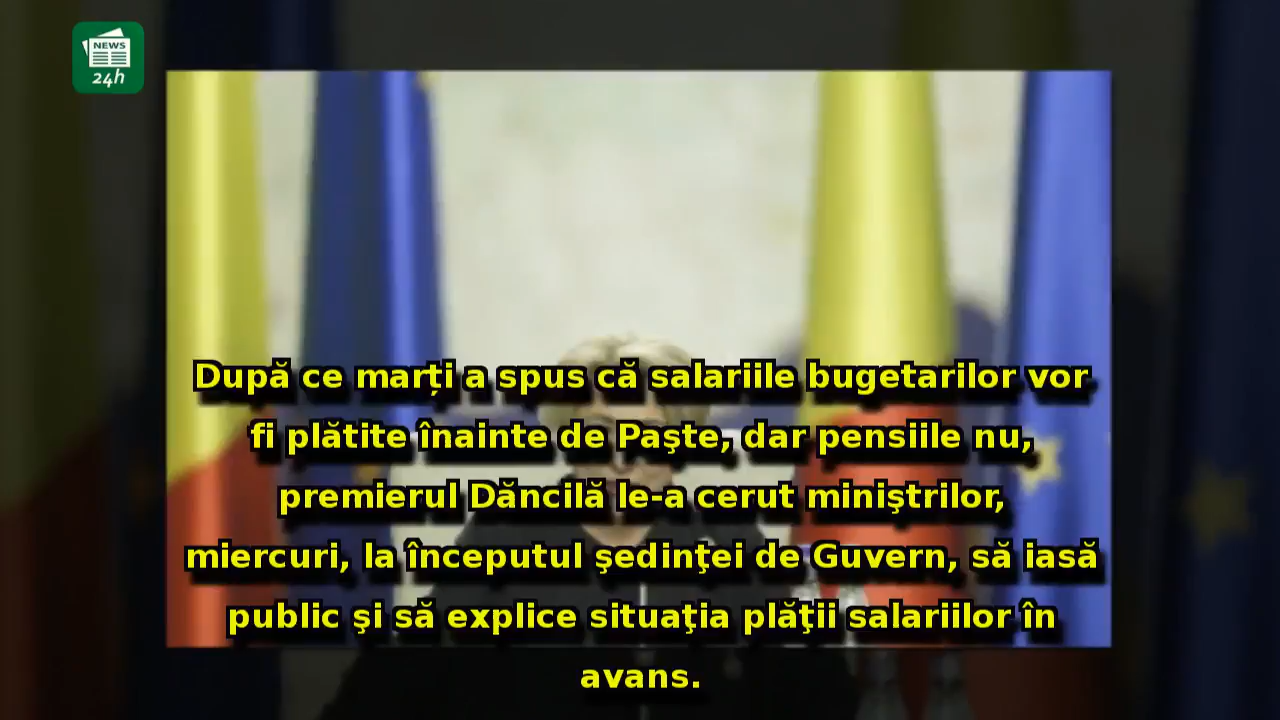 NEWS
24h
După ce marți a spus că salariile bugetarilor vor
fi plătite înainte de Paşte, dar pensiile nu,
premierul Dăncilă le-a cerut miniştrilor,
miercuri, la începutul şedinţei de Guvern, să iasă
public şi să explice situaţia plăţii salariilor în
avans.